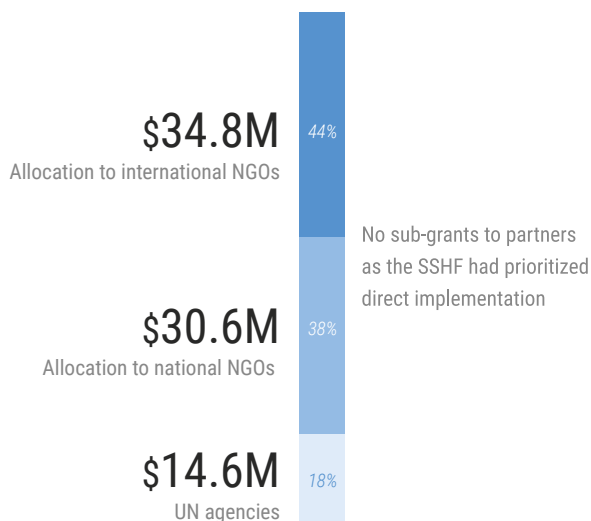 $34.8M
Allocation to international NGOs
44%
No sub-grants to partners
as the SSHF had prioritized
direct implementation
$30.6M
Allocation to national NGOs
38%
$14.6M
UN agencies
18%